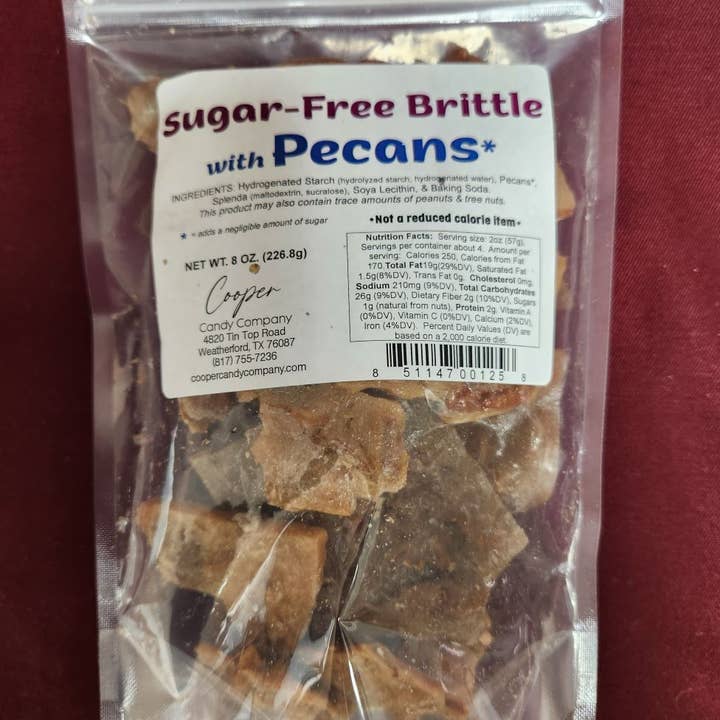 Sugar-Free Brittle
with Pecans*
INGREDIENTS: Hydrogenated Starch (hydrolyzed starch, hydrogenated water), Pecans*,
Splenda (maltodextrin, sucralose), Soya Lecithin, & Baking Soda.
This product may also contain trace amounts of peanuts & tree nuts.
* = adds a negligible amount of sugar
•Not a reduced calorie item•
NET WT. 8 OZ. (226.8g)
Cooper
Candy Company
4820 Tin Top Road
Weatherford, TX 76087
(817) 755-7236
coopercandycompany.com
Nutrition Facts: Serving size: 2oz (57g),
Servings per container about 4. Amount per
serving: Calories 250, Calories from Fat
170, Total Fat 19g(29%DV), Saturated Fat
1.5g(8%DV), Trans Fat 0g. Cholesterol 0mg,
Sodium 210mg (9%DV), Total Carbohydrates
26g (9%DV), Dietary Fiber 2g (10%DV), Sugars
1g (natural from nuts), Protein 2g, Vitamin A
(0%DV), Vitamin C (0%DV), Calcium (2%DV),
Iron (4%DV). Percent Daily Values (DV) are
based on a 2,000 calorie diet.
8 51147 00125 8